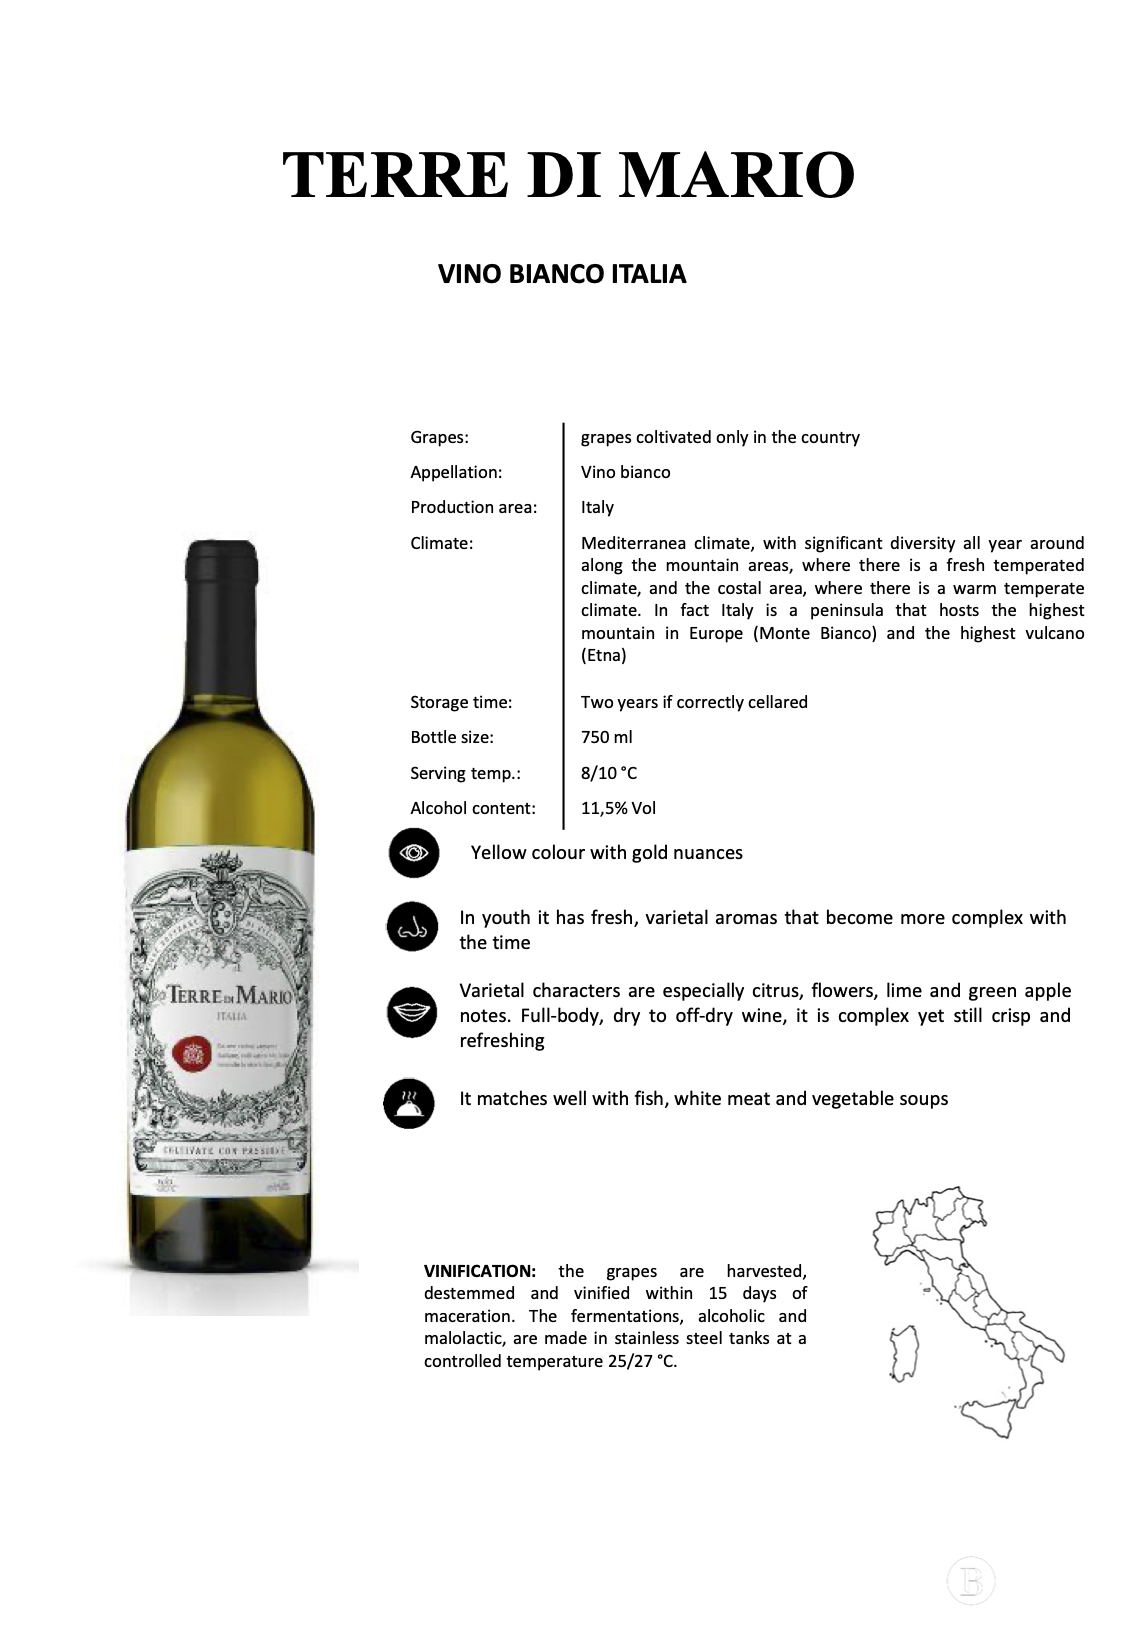 TERRE DI MARIO
VINO BIANCO ITALIA
Grapes: grapes coltivated only in the country
Appellation: Vino bianco
Production area: Italy
Climate: Mediterranea climate, with significant diversity all year around
along the mountain areas, where there is a fresh temperated
climate, and the costal area, where there is a warm temperate
climate. In fact Italy is a peninsula that hosts the highest
mountain in Europe (Monte Bianco) and the highest vulcano
(Etna)
Storage time: Two years if correctly cellared
Bottle size: 750 ml
Serving temp.: 8/10 °C
Alcohol content: 11,5% Vol
Yellow colour with gold nuances
In youth it has fresh, varietal aromas that become more complex with
the time
Varietal characters are especially citrus, flowers, lime and green apple
notes. Full-body, dry to off-dry wine, it is complex yet still crisp and
refreshing
It matches well with fish, white meat and vegetable soups
TERRE DI MARIO
ITALIA
COLTIVATE CON PASSIONE
VINIFICATION: the grapes are harvested,
destemmed and vinified within 15 days of
maceration. The fermentations, alcoholic and
malolactic, are made in stainless steel tanks at a
controlled temperature 25/27 °C.
B